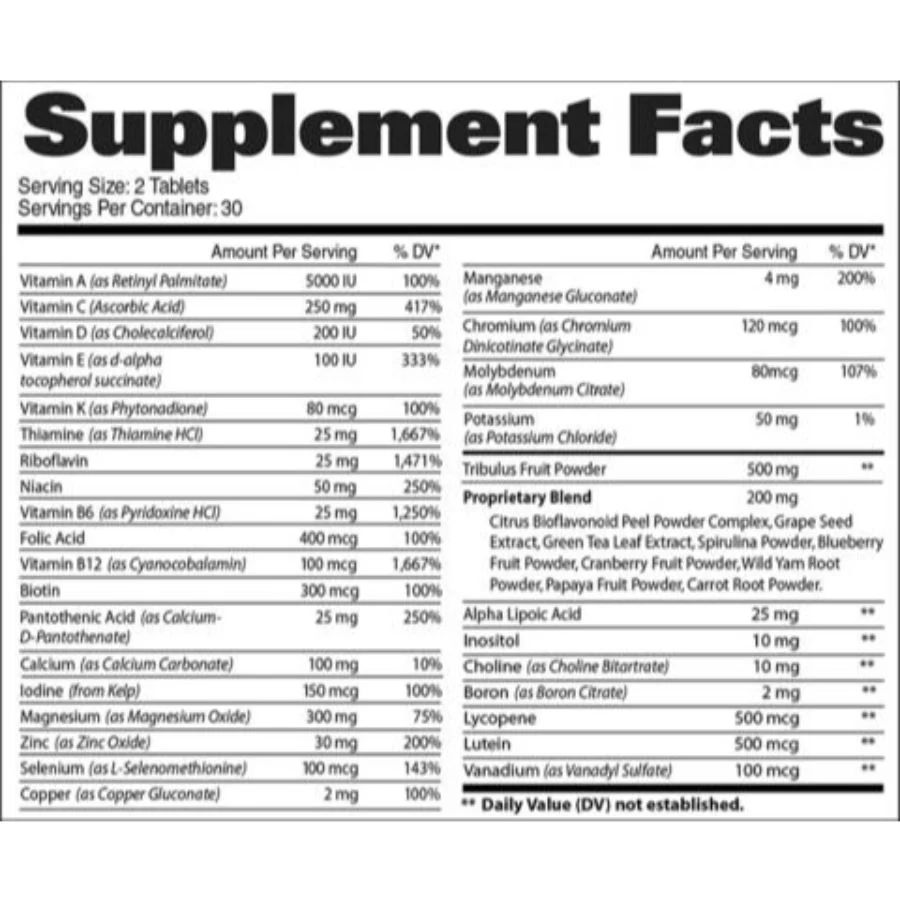 Supplement Facts
Serving Size: 2 Tablets
Servings Per Container: 30
Amount Per Serving % DV*
Vitamin A (as Retinyl Palmitate) 5000 IU 100%
Vitamin C (Ascorbic Acid) 250 mg 417%
Vitamin D (as Cholecalciferol) 200 IU 50%
Vitamin E (as d-alpha 100 IU 333%
tocopherol succinate)
Vitamin K (as Phytonadione) 80 mcg 100%
Thiamine (as Thiamine HCl) 25 mg 1,667%
Riboflavin 25 mg 1,471%
Niacin 50 mg 250%
Vitamin B6 (as Pyridoxine HCl) 25 mg 1,250%
Folic Acid 400 mcg 100%
Vitamin B12 (as Cyanocobalamin) 100 mcg 1,667%
Biotin 300 mcg 100%
Pantothenic Acid (as Calcium- 25 mg 250%
D-Pantothenate)
Calcium (as Calcium Carbonate) 100 mg 10%
Iodine (from Kelp) 150 mcg 100%
Magnesium (as Magnesium Oxide) 300 mg 75%
Zinc (as Zinc Oxide) 30 mg 200%
Selenium (as L-Selenomethionine) 100 mcg 143%
Copper (as Copper Gluconate) 2 mg 100%
Amount Per Serving % DV*
Manganese 4 mg 200%
(as Manganese Gluconate)
Chromium (as Chromium 120 mcg 100%
Dinicotinate Glycinate)
Molybdenum 80mcg 107%
(as Molybdenum Citrate)
Potassium 50 mg 1%
(as Potassium Chloride)
Tribulus Fruit Powder 500 mg **
Proprietary Blend 200 mg
Citrus Bioflavonoid Peel Powder Complex, Grape Seed
Extract, Green Tea Leaf Extract, Spirulina Powder, Blueberry
Fruit Powder, Cranberry Fruit Powder, Wild Yam Root
Powder, Papaya Fruit Powder, Carrot Root Powder.
Alpha Lipoic Acid 25 mg **
Inositol 10 mg **
Choline (as Choline Bitartrate) 10 mg **
Boron (as Boron Citrate) 2 mg **
Lycopene 500 mcg **
Lutein 500 mcg **
Vanadium (as Vanadyl Sulfate) 100 mcg **
** Daily Value (DV) not established.